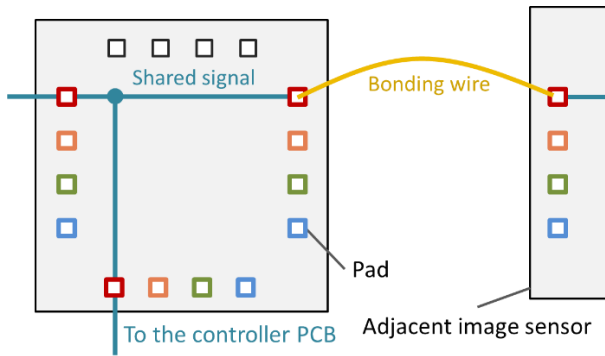 Shared signal
Bonding wire
Pad
To the controller PCB
Adjacent image sensor